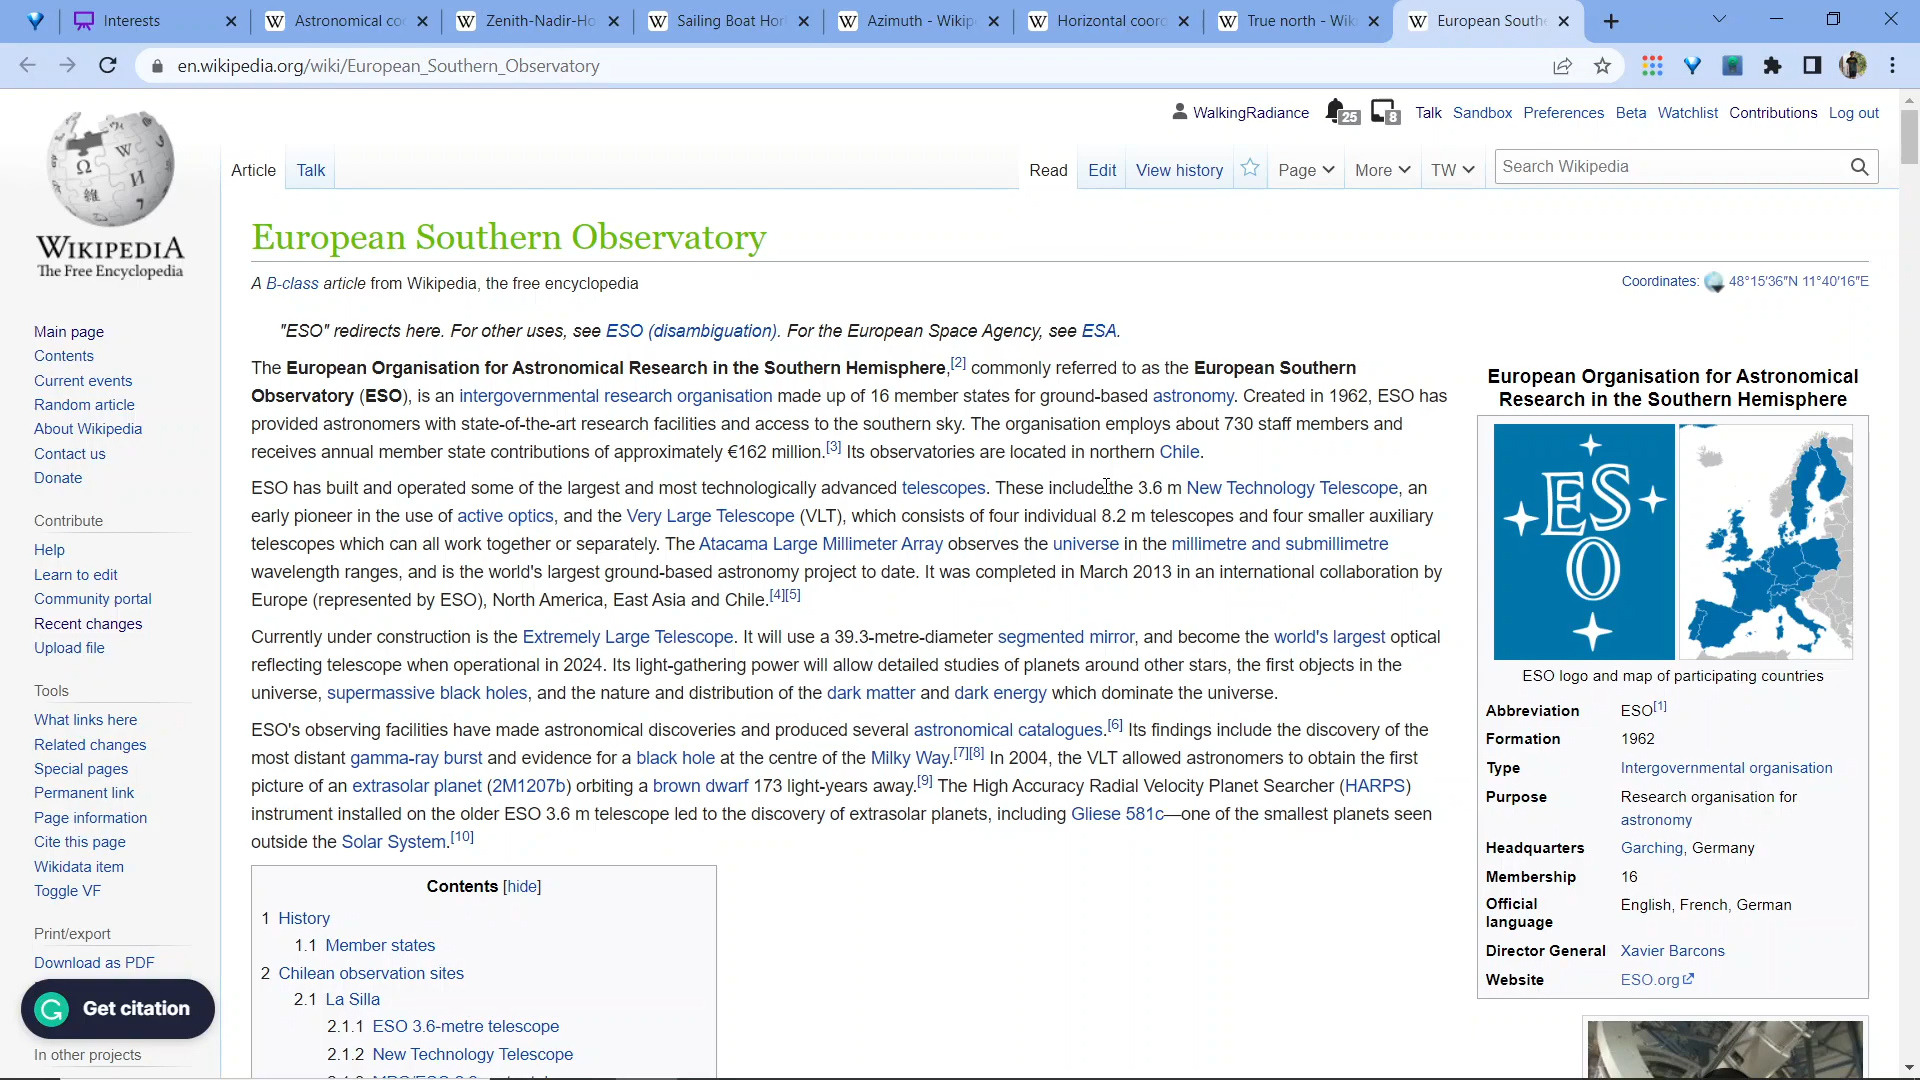 Interests
Astronomical co
Zenith-Nadir-Ho
Sailing Boat Hor
Azimuth - Wikip
Horizontal coord
True north - Wik
European Southe
en.wikipedia.org/wiki/European_Southern_Observatory
WalkingRadiance 25 8 Talk Sandbox Preferences Beta Watchlist Contributions Log out
Article Talk Read Edit View history Page More TW Search Wikipedia
WIKIPEDIA
The Free Encyclopedia
Main page
Contents
Current events
Random article
About Wikipedia
Contact us
Donate
Contribute
Help
Learn to edit
Community portal
Recent changes
Upload file
Tools
What links here
Related changes
Special pages
Permanent link
Page information
Cite this page
Wikidata item
Toggle VF
Print/export
Download as PDF
Get citation
In other projects
European Southern Observatory
A B-class article from Wikipedia, the free encyclopedia
Coordinates: 48°15′36″N 11°40′16″E
"ESO" redirects here. For other uses, see ESO (disambiguation). For the European Space Agency, see ESA.
The European Organisation for Astronomical Research in the Southern Hemisphere,[2] commonly referred to as the European Southern
Observatory (ESO), is an intergovernmental research organisation made up of 16 member states for ground-based astronomy. Created in 1962, ESO has
provided astronomers with state-of-the-art research facilities and access to the southern sky. The organisation employs about 730 staff members and
receives annual member state contributions of approximately €162 million.[3] Its observatories are located in northern Chile.
ESO has built and operated some of the largest and most technologically advanced telescopes. These include the 3.6 m New Technology Telescope, an
early pioneer in the use of active optics, and the Very Large Telescope (VLT), which consists of four individual 8.2 m telescopes and four smaller auxiliary
telescopes which can all work together or separately. The Atacama Large Millimeter Array observes the universe in the millimetre and submillimetre
wavelength ranges, and is the world's largest ground-based astronomy project to date. It was completed in March 2013 in an international collaboration by
Europe (represented by ESO), North America, East Asia and Chile.[4][5]
Currently under construction is the Extremely Large Telescope. It will use a 39.3-metre-diameter segmented mirror, and become the world's largest optical
reflecting telescope when operational in 2024. Its light-gathering power will allow detailed studies of planets around other stars, the first objects in the
universe, supermassive black holes, and the nature and distribution of the dark matter and dark energy which dominate the universe.
ESO's observing facilities have made astronomical discoveries and produced several astronomical catalogues.[6] Its findings include the discovery of the
most distant gamma-ray burst and evidence for a black hole at the centre of the Milky Way.[7][8] In 2004, the VLT allowed astronomers to obtain the first
picture of an extrasolar planet (2M1207b) orbiting a brown dwarf 173 light-years away.[9] The High Accuracy Radial Velocity Planet Searcher (HARPS)
instrument installed on the older ESO 3.6 m telescope led to the discovery of extrasolar planets, including Gliese 581c—one of the smallest planets seen
outside the Solar System.[10]
Contents [hide]
1 History
1.1 Member states
2 Chilean observation sites
2.1 La Silla
2.1.1 ESO 3.6-metre telescope
2.1.2 New Technology Telescope
European Organisation for Astronomical
Research in the Southern Hemisphere
ES
O
ESO logo and map of participating countries
Abbreviation ESO[1]
Formation 1962
Type Intergovernmental organisation
Purpose Research organisation for
astronomy
Headquarters Garching, Germany
Membership 16
Official English, French, German
language
Director General Xavier Barcons
Website ESO.org